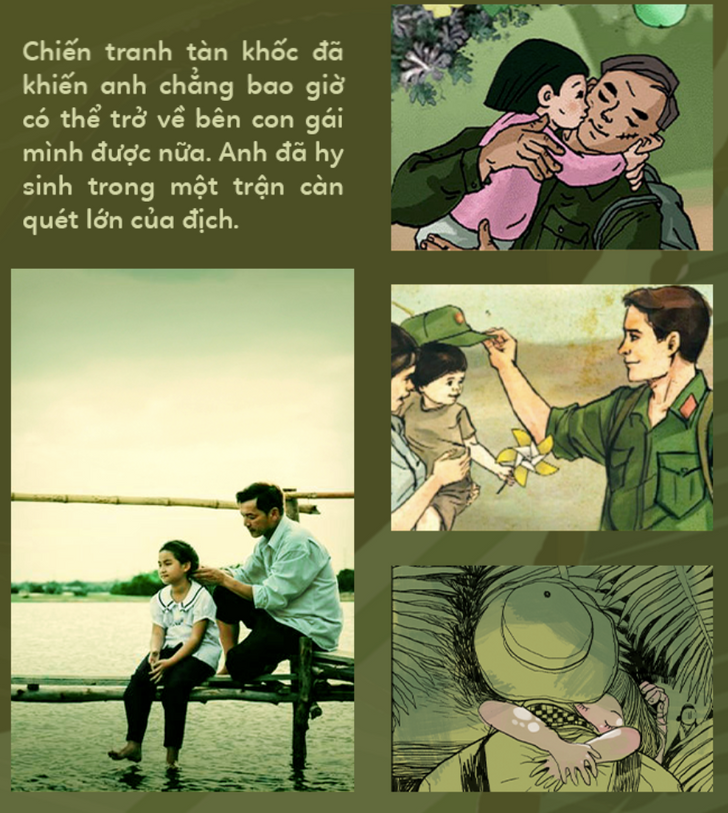 Chiến tranh tàn khốc đã
khiến anh chẳng bao giờ
có thể trở về bên con gái
mình được nữa. Anh đã hy
sinh trong một trận càn
quét lớn của địch.